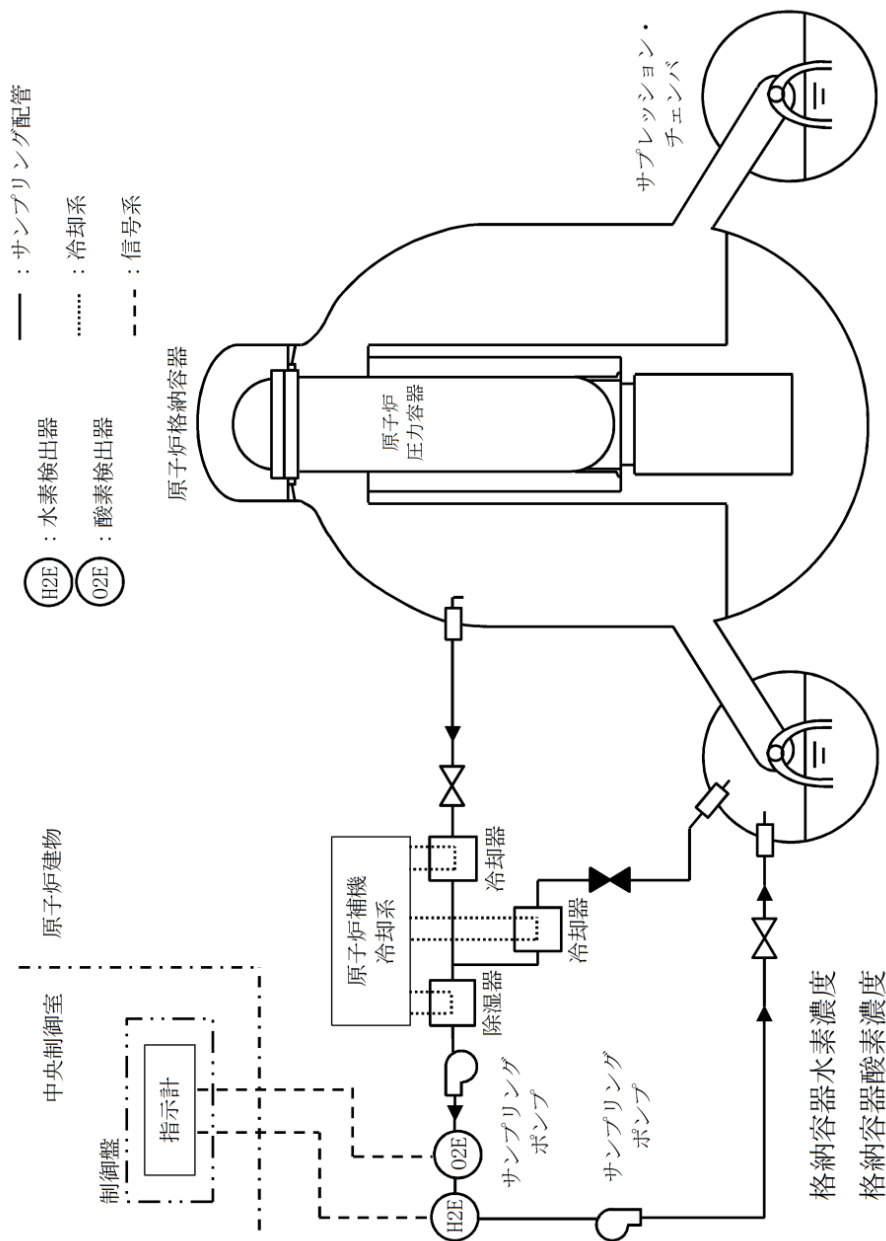 格納容器水素濃度
格納容器酸素濃度
制御盤
指示計
中央制御室
原子炉建物
H2E
：水素検出器
O2E
：酸素検出器
：サンプリング配管
：冷却系
：信号系
原子炉補機
冷却系
H2E
O2E
サンプリング
ポンプ
サンプリング
ポンプ
除湿器
冷却器
冷却器
原子炉格納容器
原子炉
圧力容器
サプレッション・
チェンバ